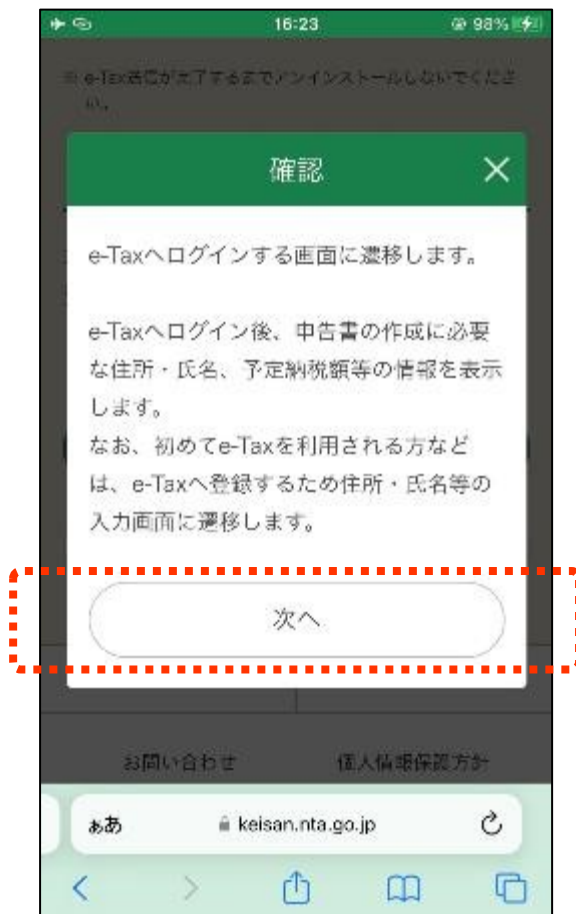 16:23
98%
※ e-Tax送信が完了するまでアンインストールしないでくださ
い。
確認
e-Taxへログインする画面に遷移します。
e-Taxへログイン後、申告書の作成に必要
な住所・氏名、予定納税額等の情報を表示
します。
なお、初めてe-Taxを利用される方など
は、e-Taxへ登録するため住所・氏名等の
入力画面に遷移します。
次へ
お問い合わせ
個人情報保護方針
ぁあ
keisan.nta.go.jp